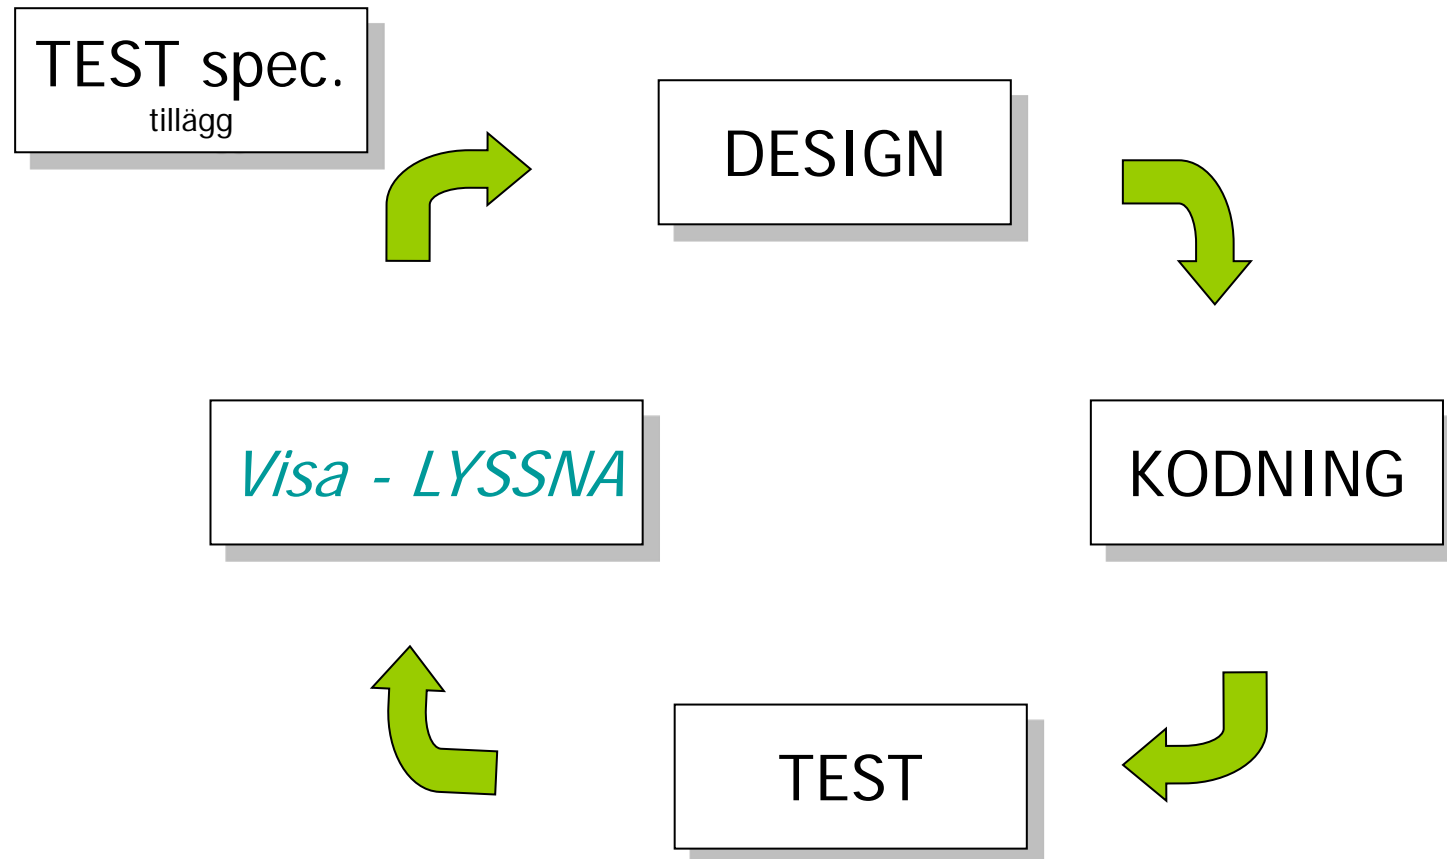 TEST spec.
tillägg
DESIGN
Visa - LYSSNA
KODNING
TEST